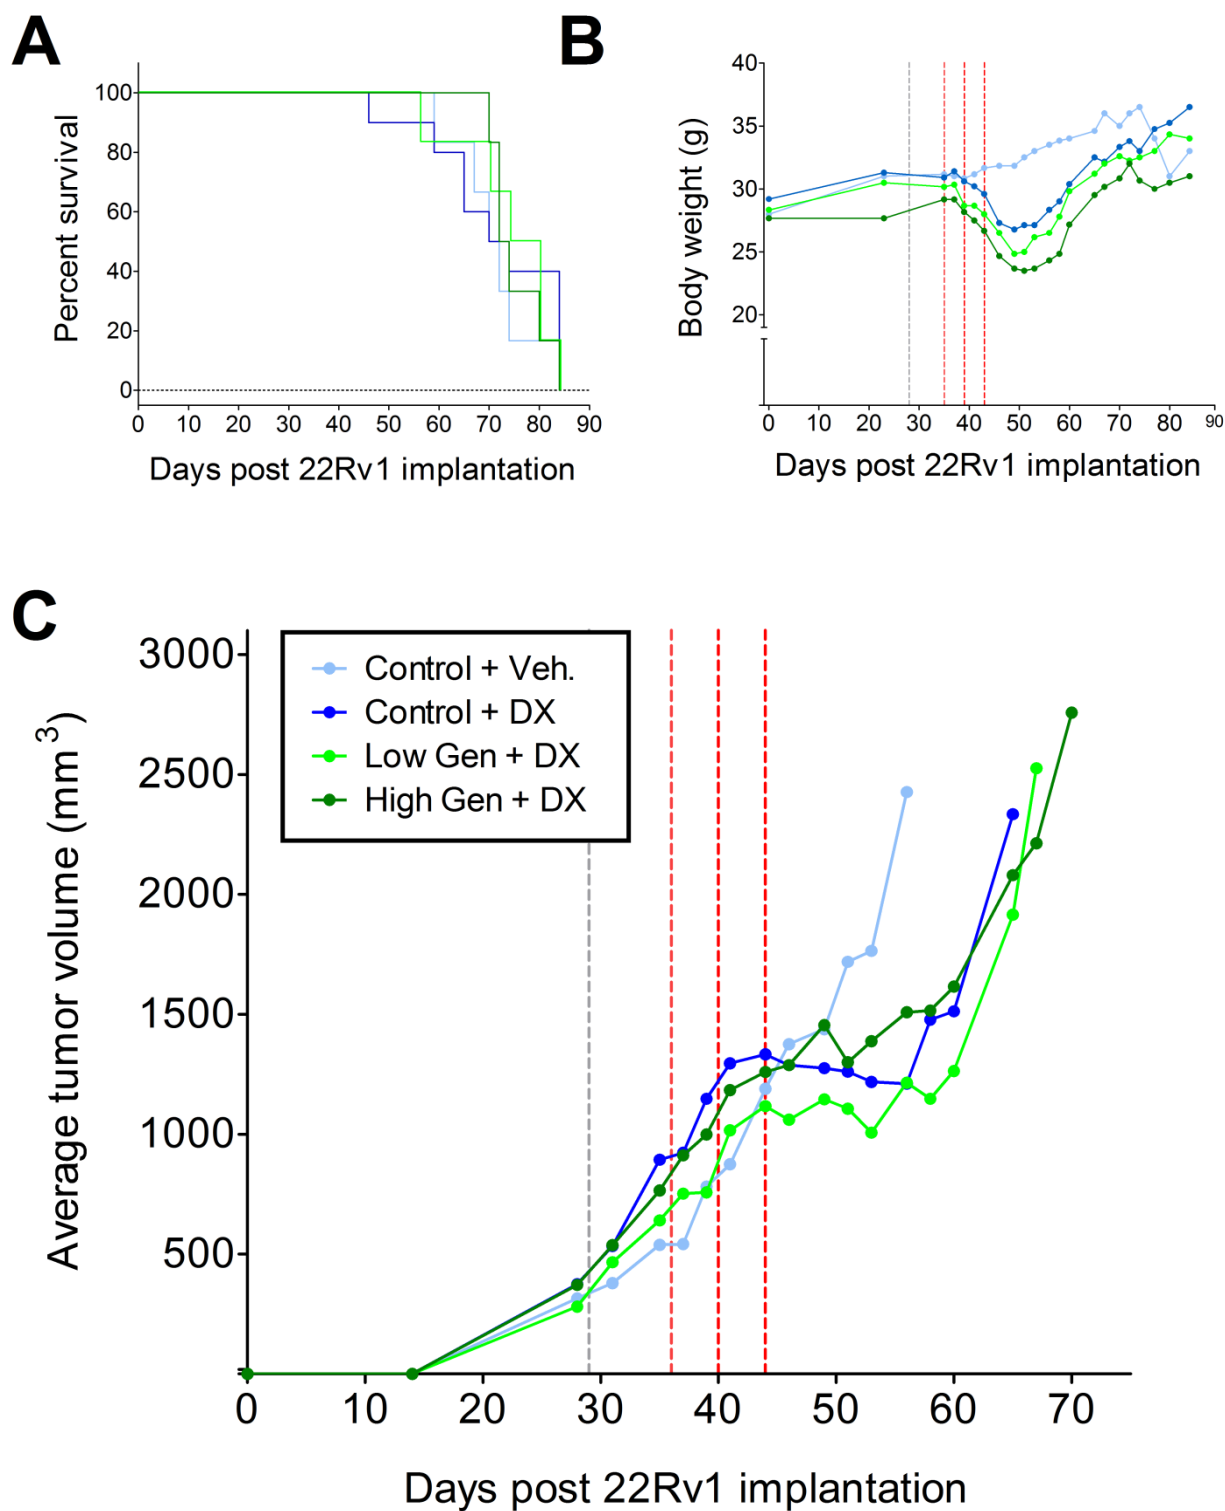 A
B
Percent survival
100
80
60
40
20
0
0 10 20 30 40 50 60 70 80 90
Days post 22Rv1 implantation
Body weight (g)
40
35
30
25
20
0 10 20 30 40 50 60 70 80 90
Days post 22Rv1 implantation
C
Average tumor volume (mm³)
3000
2500
2000
1500
1000
500
Control + Veh.
Control + DX
Low Gen + DX
High Gen + DX
0 10 20 30 40 50 60 70
Days post 22Rv1 implantation